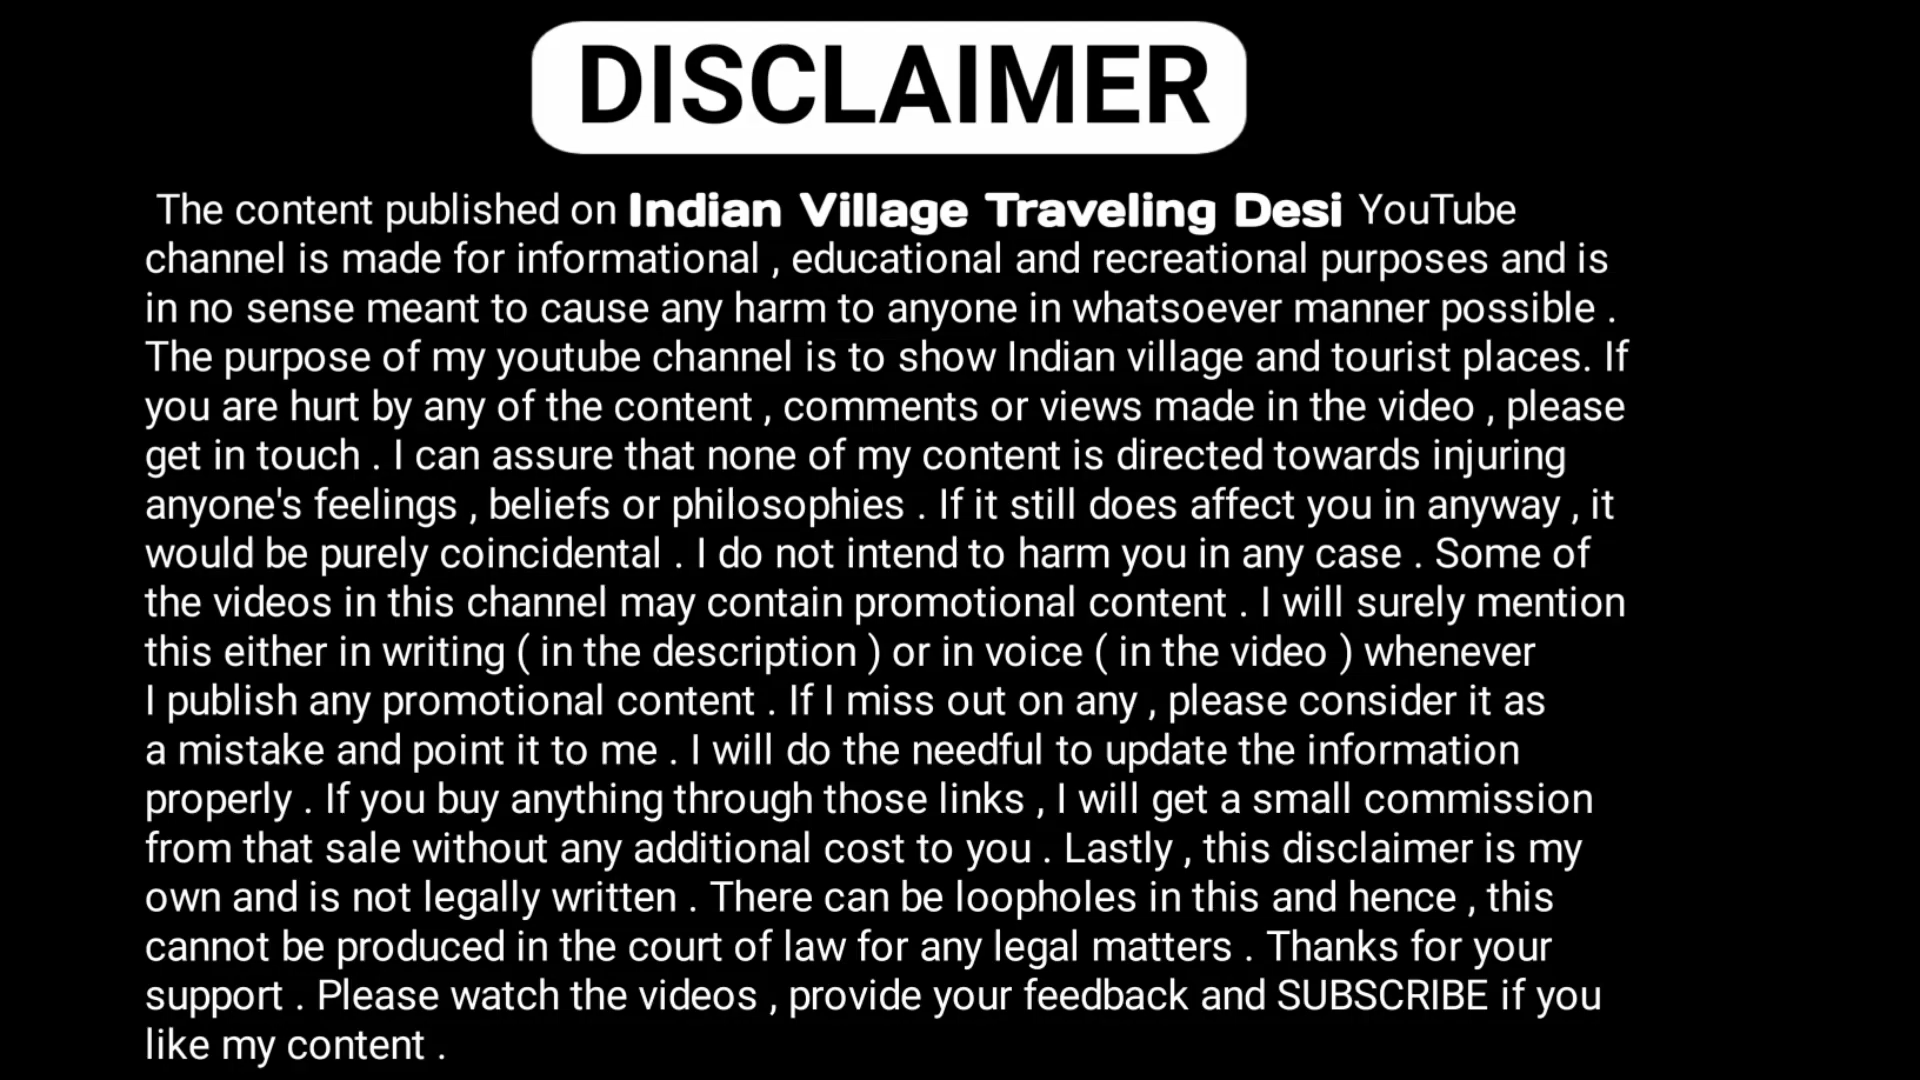 DISCLAIMER
The content published on Indian Village Traveling Desi YouTube
channel is made for informational , educational and recreational purposes and is
in no sense meant to cause any harm to anyone in whatsoever manner possible .
The purpose of my youtube channel is to show Indian village and tourist places. If
you are hurt by any of the content , comments or views made in the video , please
get in touch . I can assure that none of my content is directed towards injuring
anyone's feelings , beliefs or philosophies . If it still does affect you in anyway , it
would be purely coincidental . I do not intend to harm you in any case . Some of
the videos in this channel may contain promotional content . I will surely mention
this either in writing ( in the description ) or in voice ( in the video ) whenever
I publish any promotional content . If I miss out on any , please consider it as
a mistake and point it to me . I will do the needful to update the information
properly . If you buy anything through those links , I will get a small commission
from that sale without any additional cost to you . Lastly , this disclaimer is my
own and is not legally written . There can be loopholes in this and hence , this
cannot be produced in the court of law for any legal matters . Thanks for your
support . Please watch the videos , provide your feedback and SUBSCRIBE if you
like my content .